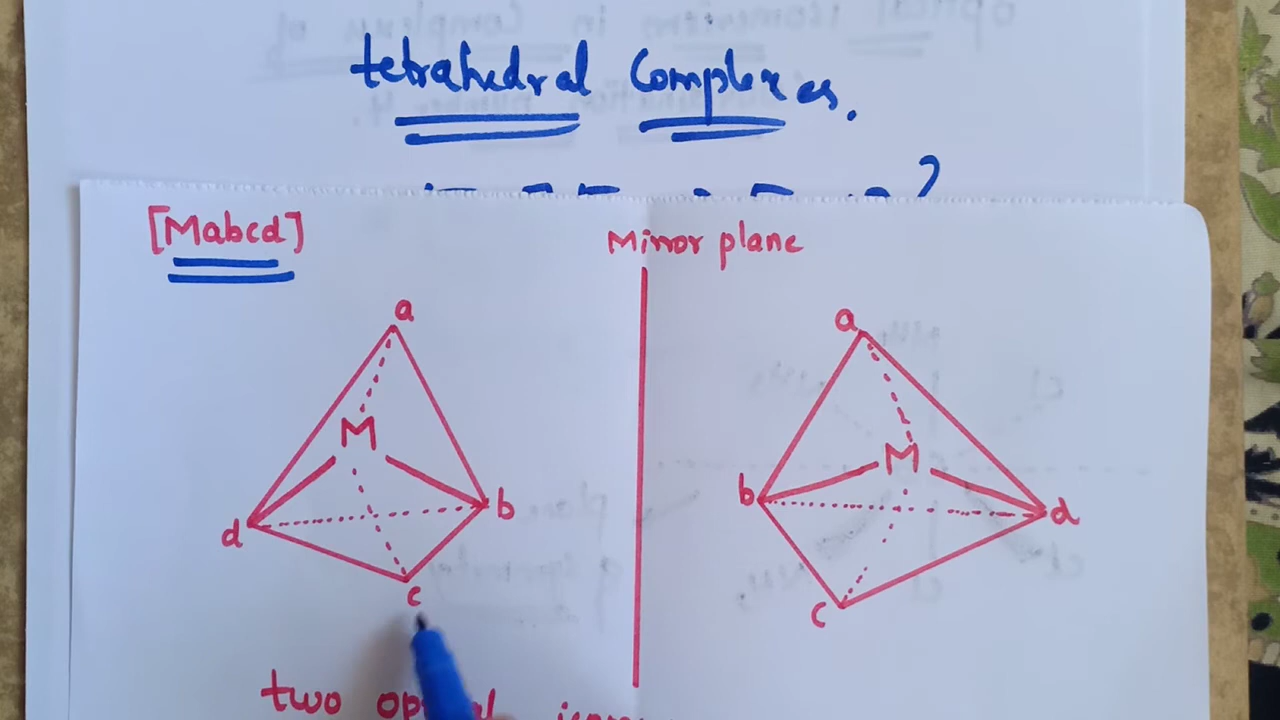 tetrahedral Complexes.
?
[Mabcd]
Mirror plane
a
a
M
M
b
b
d
d
c
c
two